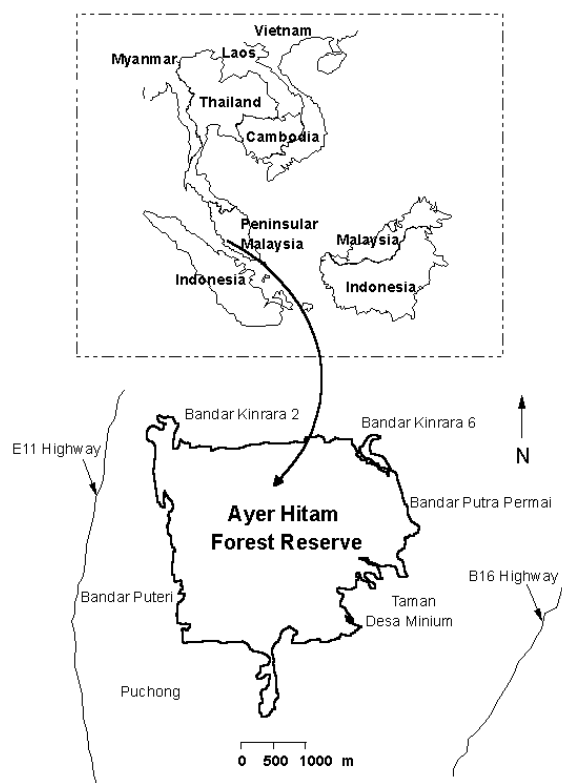 Vietnam
Laos
Myanmar
Thailand
Cambodia
Peninsular
Malaysia
Malaysia
Indonesia
Indonesia
Bandar Kinrara 2
Bandar Kinrara 6
E11 Highway
N
Bandar Putra Permai
Ayer Hitam
Forest Reserve
B16 Highway
Bandar Puteri
Taman
Desa Minium
Puchong
0 500 1000 m